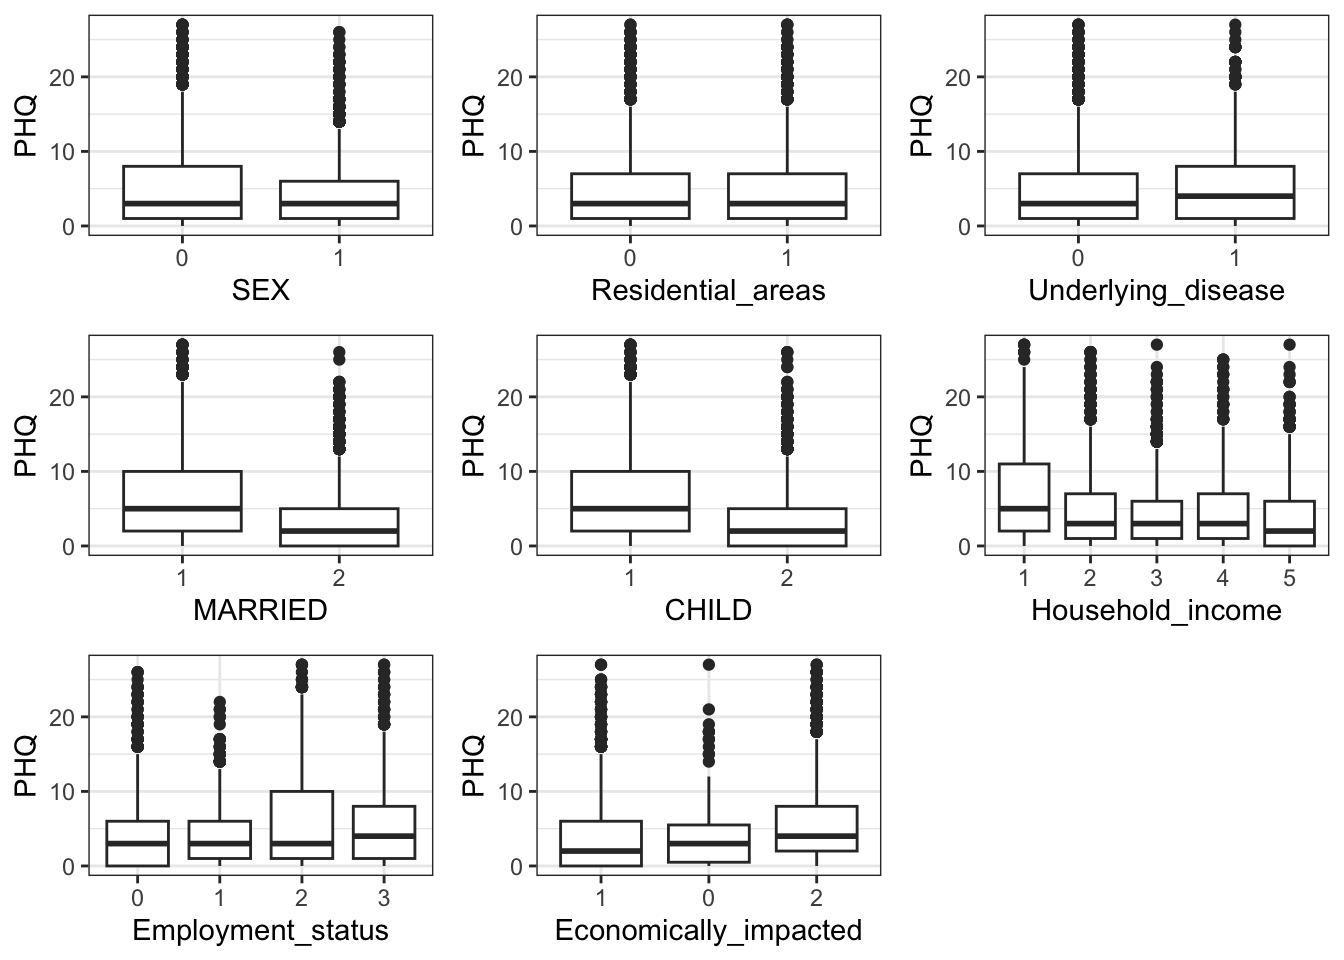 PHQ
20
10
0
0 1
SEX
PHQ
20
10
0
0 1
Residential_areas
PHQ
20
10
0
0 1
Underlying_disease
PHQ
20
10
0
1 2
MARRIED
PHQ
20
10
0
1 2
CHILD
PHQ
20
10
0
1 2 3 4 5
Household_income
PHQ
20
10
0
0 1 2 3
Employment_status
PHQ
20
10
0
1 0 2
Economically_impacted